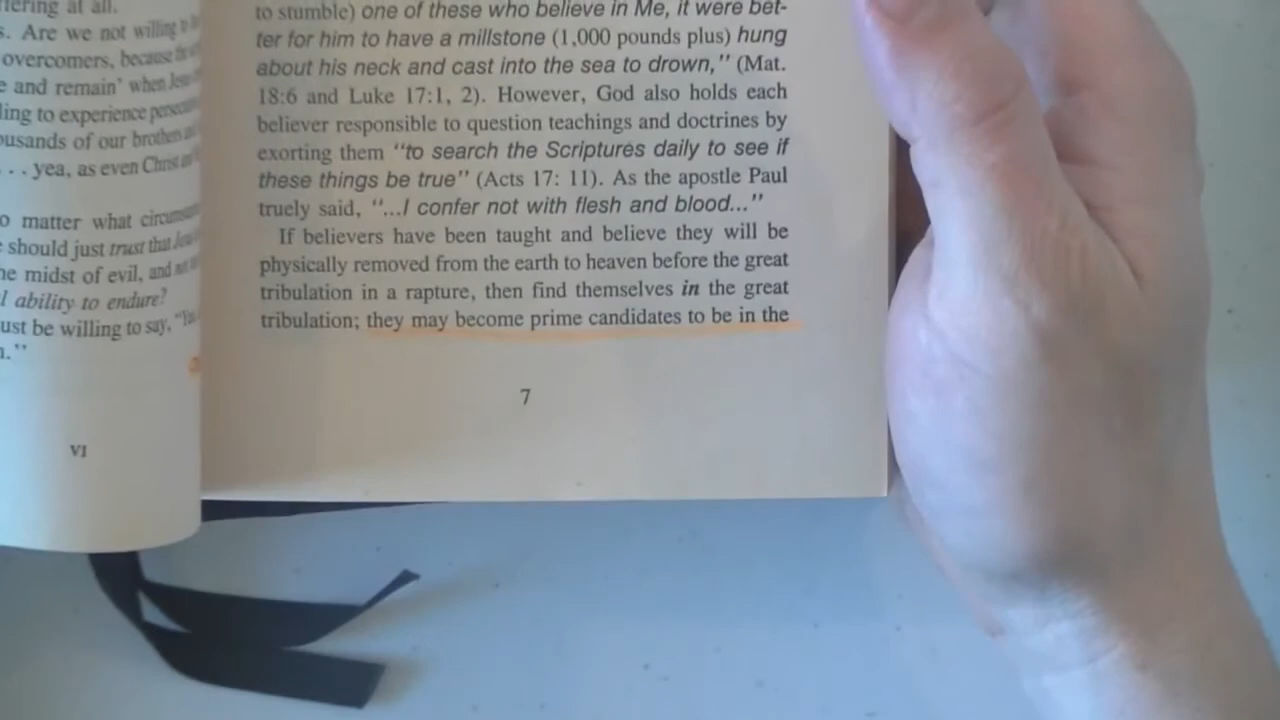 fering at all.
s. Are we not willing
overcomers, because
e and remain' when
ling to experience
ousands of our brothers
. . . yea, as even Christ
o matter what
should just trust that
ne midst of evil, and
l ability to endure?
ust be willing to say,
n."
VI
to stumble) one of these who believe in Me, it were bet-
ter for him to have a millstone (1,000 pounds plus) hung
about his neck and cast into the sea to drown," (Mat.
18:6 and Luke 17:1, 2). However, God also holds each
believer responsible to question teachings and doctrines by
exorting them "to search the Scriptures daily to see if
these things be true" (Acts 17: 11). As the apostle Paul
truely said, "...I confer not with flesh and blood..."
If believers have been taught and believe they will be
physically removed from the earth to heaven before the great
tribulation in a rapture, then find themselves in the great
tribulation; they may become prime candidates to be in the
7